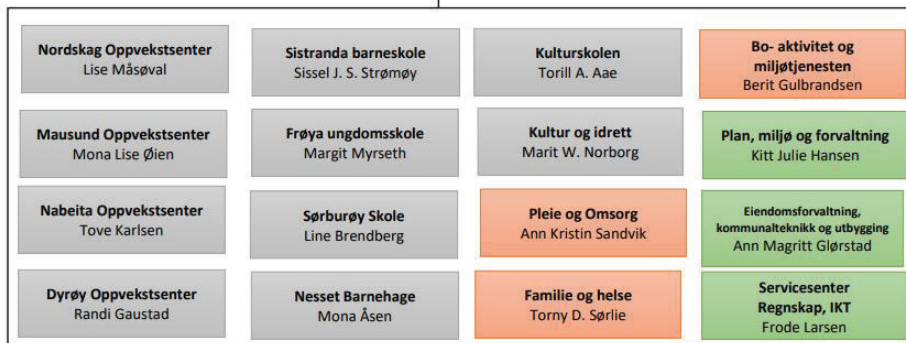 Nordskag Oppvekstsenter
Lise Måsøval
Sistranda barneskole
Sissel J. S. Strømøy
Kulturskolen
Torill A. Aae
Bo- aktivitet og
miljøtjenesten
Berit Gulbrandsen
Mausund Oppvekstsenter
Mona Lise Øien
Frøya ungdomsskole
Margit Myrseth
Kultur og idrett
Marit W. Norborg
Plan, miljø og forvaltning
Kitt Julie Hansen
Nabeita Oppvekstsenter
Tove Karlsen
Sørburøy Skole
Line Brendberg
Pleie og Omsorg
Ann Kristin Sandvik
Eiendomsforvaltning,
kommunalteknikk og utbygging
Ann Magritt Glørstad
Dyrøy Oppvekstsenter
Randi Gaustad
Nesset Barnehage
Mona Åsen
Familie og helse
Torny D. Sørlie
Servicesenter
Regnskap, IKT
Frode Larsen